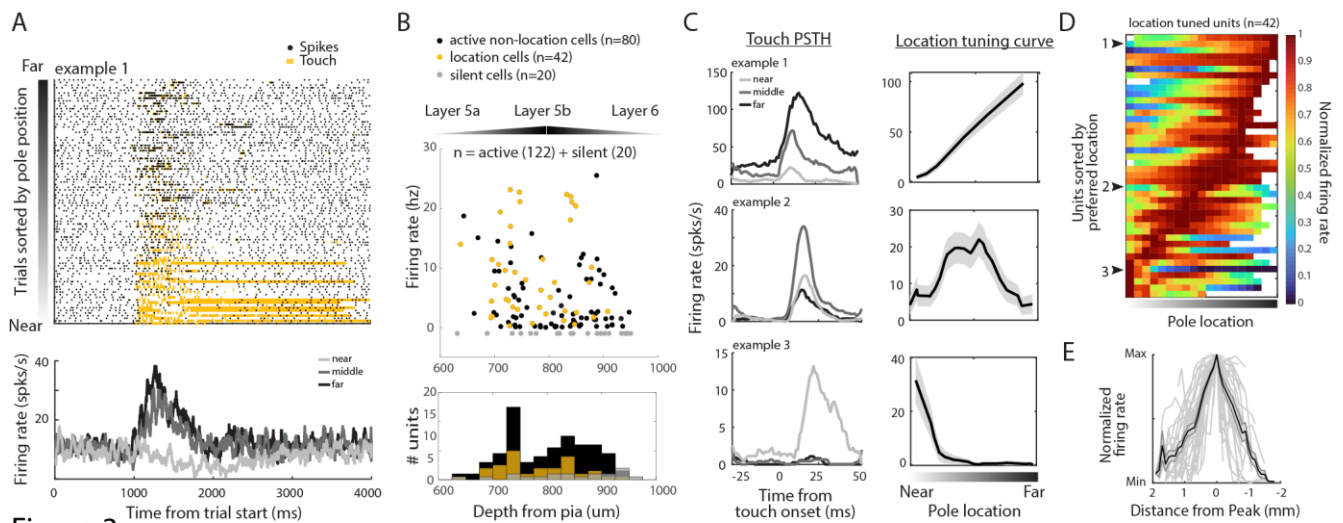 A
Spikes
Touch
Far
example 1
Trials sorted by pole position
Near
near
middle
far
Firing rate (spks/s)
40
20
0
1000
2000
3000
4000
Time from trial start (ms)
B
active non-location cells (n=80)
location cells (n=42)
silent cells (n=20)
Layer 5a
Layer 5b
Layer 6
n = active (122) + silent (20)
Firing rate (hz)
30
20
10
0
600
700
800
900
1000
# units
20
15
10
5
0
600
700
800
900
1000
Depth from pia (um)
C
Touch PSTH
Location tuning curve
example 1
near
middle
far
150
100
50
0
100
50
0
example 2
Firing rate (spks/s)
40
20
0
30
20
10
0
example 3
15
10
5
0
-25
0
25
50
Time from
touch onset (ms)
40
20
0
Near
Far
Pole location
D
location tuned units (n=42)
1
2
3
Units sorted by
preferred location
Pole location
1
0.9
0.8
0.7
0.6
0.5
0.4
0.3
0.2
0.1
0
Normalized firing rate
E
Max
Min
Normalized
firing rate
2
1
0
-1
-2
Distance from Peak (mm)